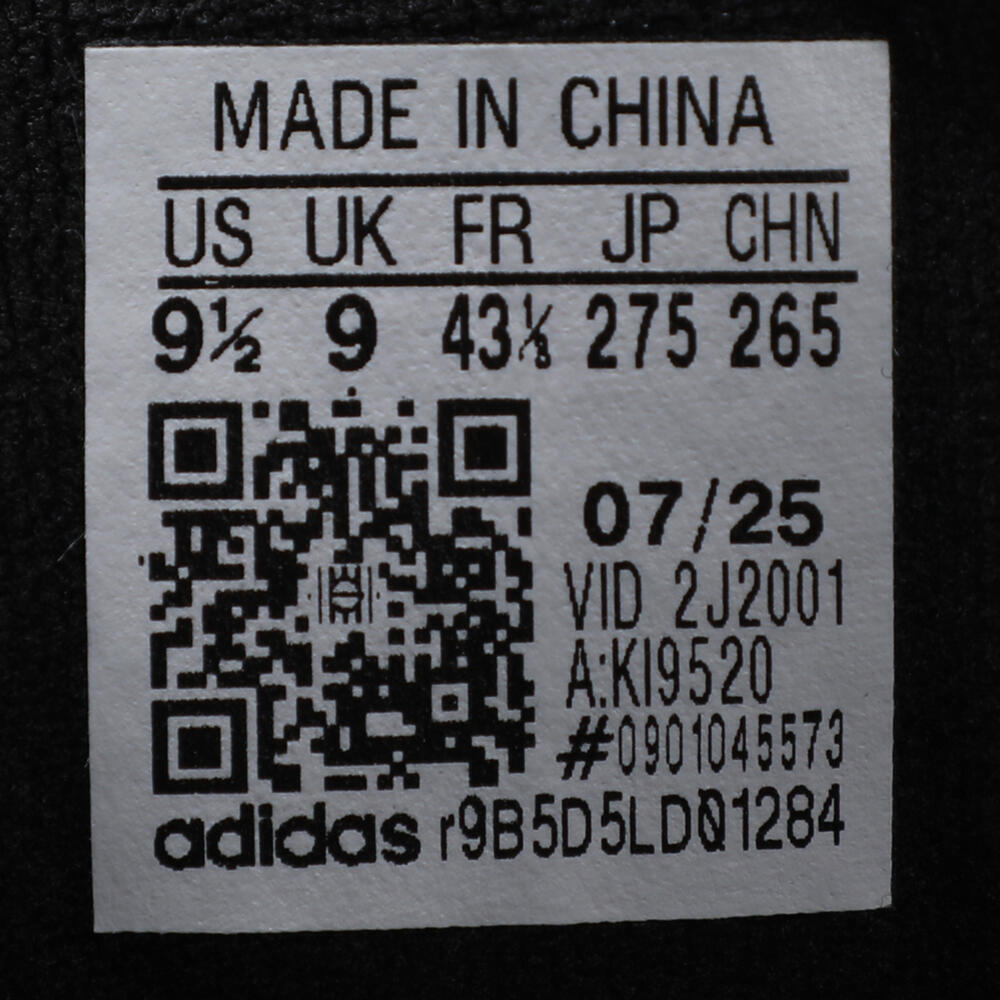 MADE IN CHINA
US UK FR JP CHN
9½ 9 43⅓ 275 265
07/25
VID 2J2001
A:KI9520
#0901045573
adidas r9B5D5LDQ1284